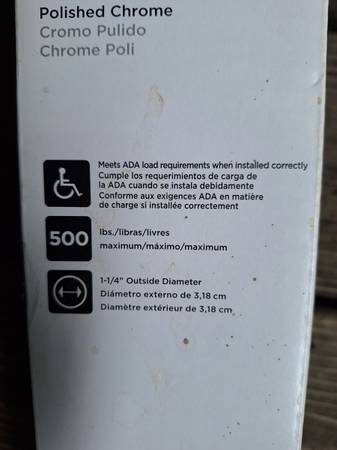 Polished Chrome
Cromo Pulido
Chrome Poli
Meets ADA load requirements when installed correctly
Cumple los requerimientos de carga de
la ADA cuando se instala debidamente
Conforme aux exigences ADA en matière
de charge si installée correctement
500
lbs./libras/livres
maximum/máximo/maximum
1-1/4" Outside Diameter
Diámetro externo de 3,18 cm
Diamètre extérieur de 3,18 cm